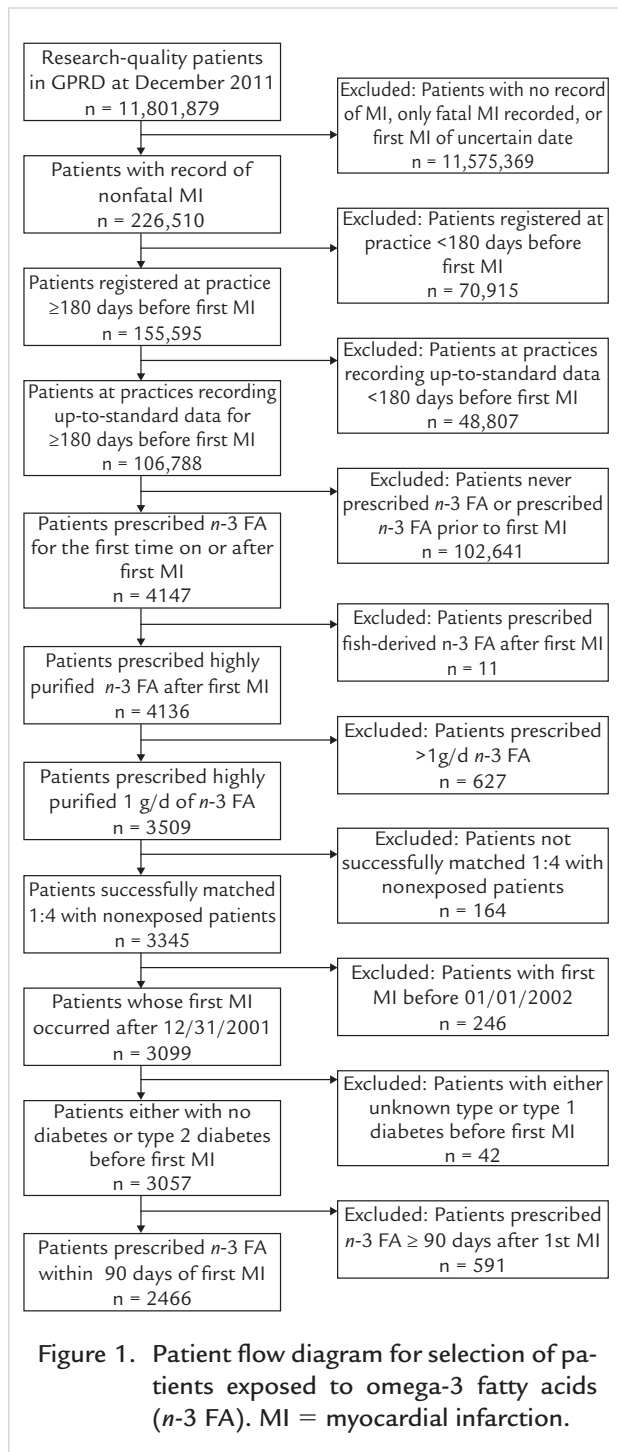 Research-quality patients
in GPRD at December 2011
n = 11,801,879
Excluded: Patients with no record
of MI, only fatal MI recorded, or
first MI of uncertain date
n = 11,575,369
Patients with record of
nonfatal MI
n = 226,510
Excluded: Patients registered at
practice <180 days before
first MI
n = 70,915
Patients registered at practice
≥180 days before first MI
n = 155,595
Excluded: Patients at practices
recording up-to-standard data
<180 days before first MI
n = 48,807
Patients at practices recording
up-to-standard data for
≥180 days before first MI
n = 106,788
Excluded: Patients never
prescribed n-3 FA or prescribed
n-3 FA prior to first MI
n = 102,641
Patients prescribed n-3 FA
for the first time on or after
first MI
n = 4147
Excluded: Patients prescribed
fish-derived n-3 FA after first MI
n = 11
Patients prescribed highly
purified n-3 FA after first MI
n = 4136
Excluded: Patients prescribed
>1g/d n-3 FA
n = 627
Patients prescribed highly
purified 1 g/d of n-3 FA
n = 3509
Excluded: Patients not
successfully matched 1:4 with
nonexposed patients
n = 164
Patients successfully matched
1:4 with nonexposed patients
n = 3345
Excluded: Patients with first
MI before 01/01/2002
n = 246
Patients whose first MI
occurred after 12/31/2001
n = 3099
Excluded: Patients with either
unknown type or type 1
diabetes before first MI
n = 42
Patients either with no
diabetes or type 2 diabetes
before first MI
n = 3057
Excluded: Patients prescribed
n-3 FA ≥ 90 days after 1st MI
n = 591
Patients prescribed n-3 FA
within 90 days of first MI
n = 2466
Figure 1. Patient flow diagram for selection of pa-
tients exposed to omega-3 fatty acids
(n-3 FA). MI = myocardial infarction.